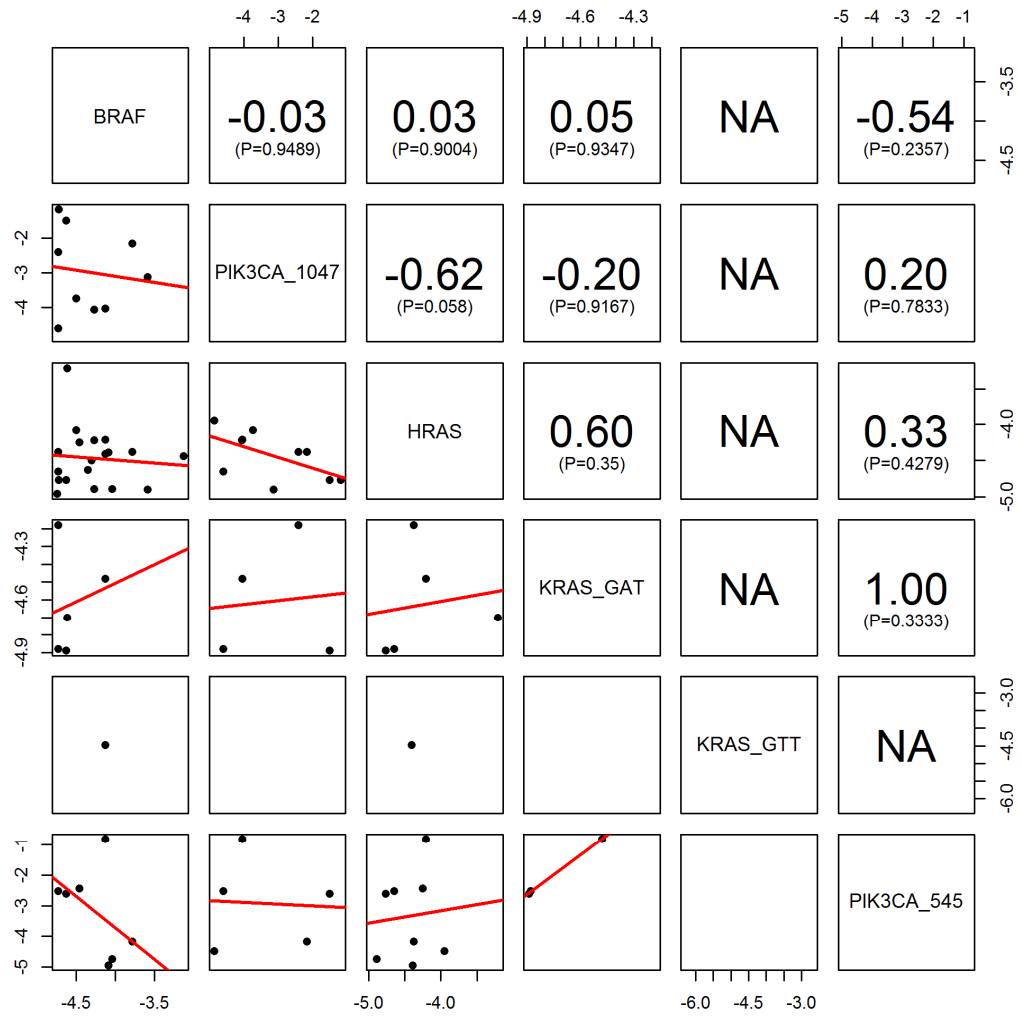 -4 -3 -2 -4.9 -4.6 -4.3 -5 -4 -3 -2 -1
BRAF -0.03 0.03 0.05 NA -0.54
(P=0.9489) (P=0.9004) (P=0.9347) (P=0.2357)
-4.5 -3.5
-4 -3 -2
PIK3CA_1047 -0.62 -0.20 NA 0.20
(P=0.058) (P=0.9167) (P=0.7833)
HRAS 0.60 NA 0.33
(P=0.35) (P=0.4279)
-5.0 -4.0
-4.9 -4.6 -4.3
KRAS_GAT NA 1.00
(P=0.3333)
KRAS_GTT NA
-6.0 -4.5 -3.0
-5 -4 -3 -2 -1
PIK3CA_545
-4.5 -3.5 -5.0 -4.0 -6.0 -4.5 -3.0